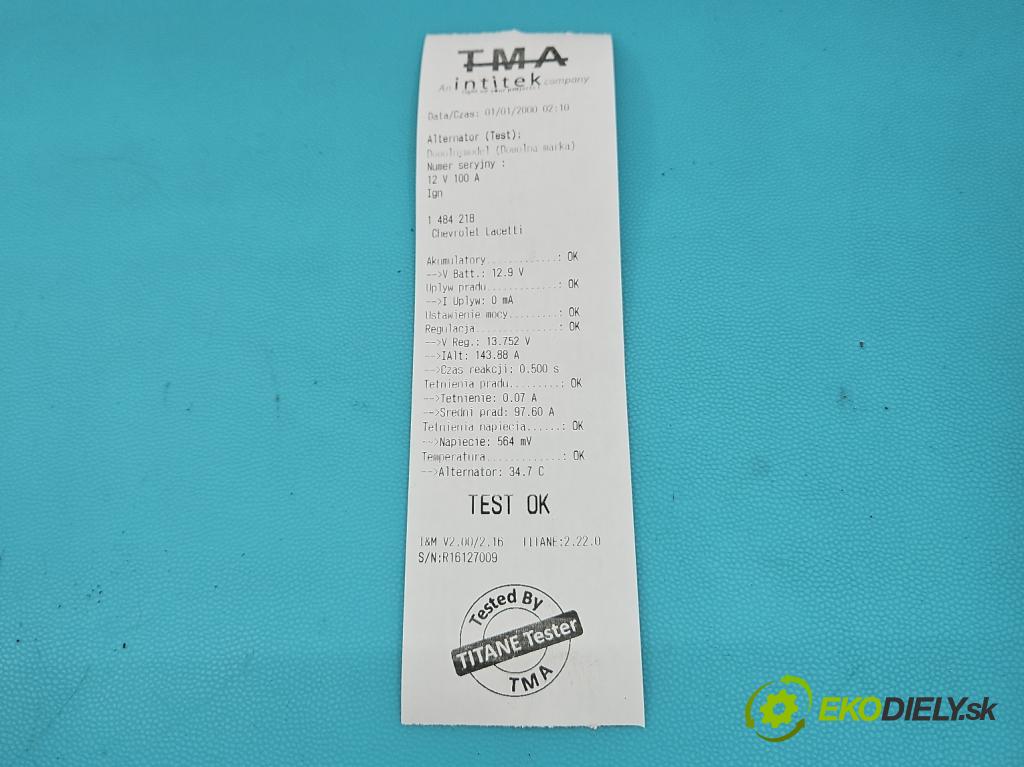 TMA
An intitek company
Data/Czas: 01/01/2000 02:10
Alternator (Test):
Dowolnymodel (Dowolna marka)
Numer seryjny :
12 V 100 A
Ign
1 484 218
Chevrolet Lacetti
Akumulatory............: OK
-->V Batt.: 12.9 V
Uplyw pradu............: OK
-->I Uplyw: 0 mA
Ustawienie mocy........: OK
Regulacja..............: OK
-->V Reg.: 13.752 V
-->IAlt: 143.88 A
-->Czas reakcji: 0.500 s
Tetnienia pradu........: OK
-->Tetnienie: 0.07 A
-->Sredni prad: 97.60 A
Tetnienia napiecia.....: OK
-->Napiecie: 564 mV
Temperatura............: OK
-->Alternator: 34.7 C
TEST OK
I&M V2.00/2.16 TITANE:2.22.0
S/N:R16127009
Tested By
TITANE Tester
TMA
EKODIELY.sk